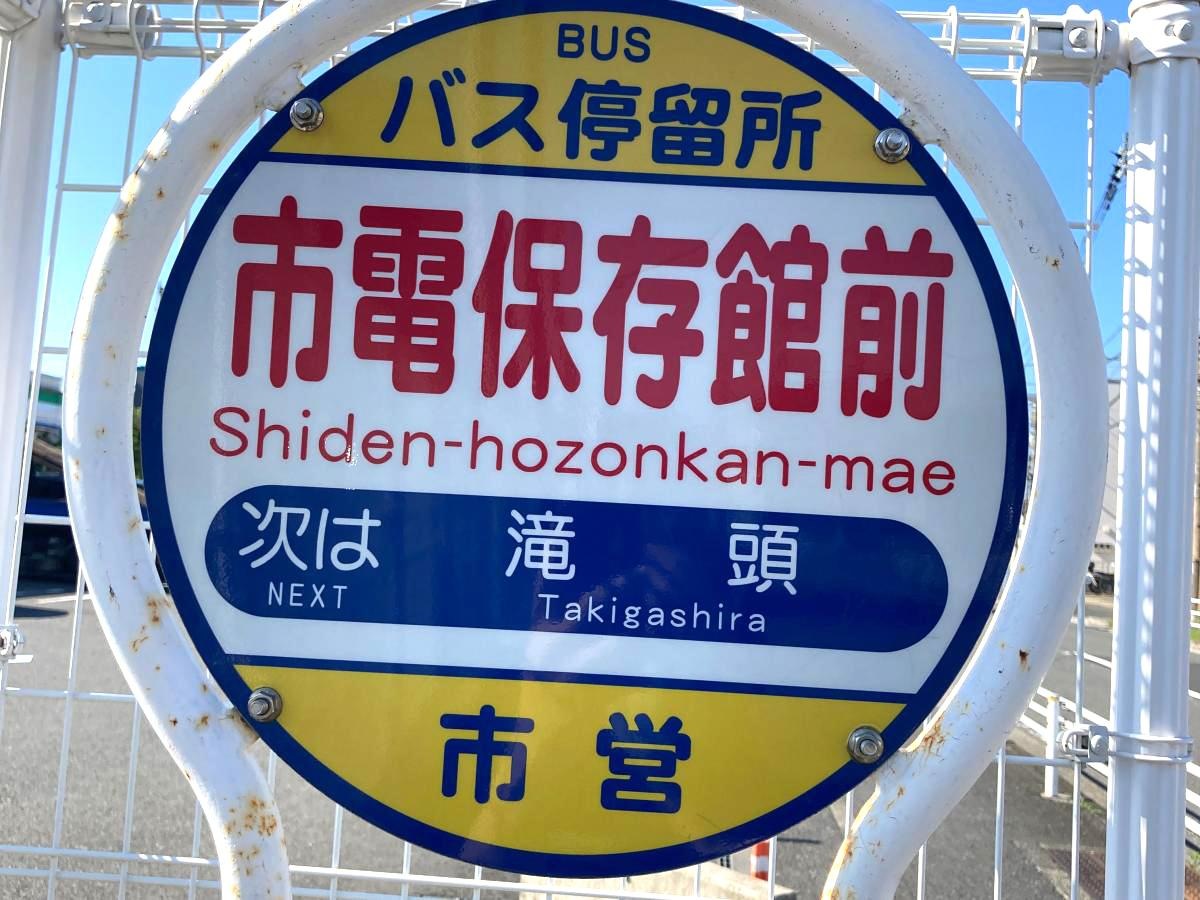 BUS
バス停留所
市電保存館前
Shiden-hozonkan-mae
次は 滝頭
NEXT Takigashira
市営